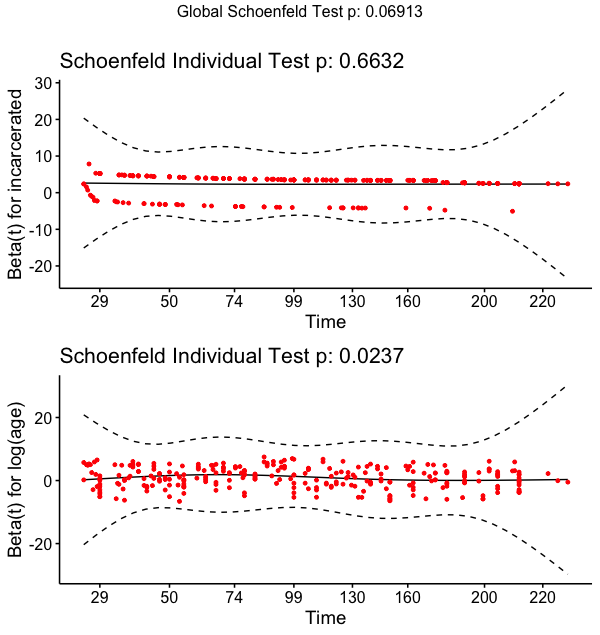 Global Schoenfeld Test p: 0.06913
Schoenfeld Individual Test p: 0.6632
Beta(t) for incarcerated
30
20
10
0
-10
-20
29 50 74 99 130 160 200 220
Time
Schoenfeld Individual Test p: 0.0237
Beta(t) for log(age)
20
0
-20
29 50 74 99 130 160 200 220
Time